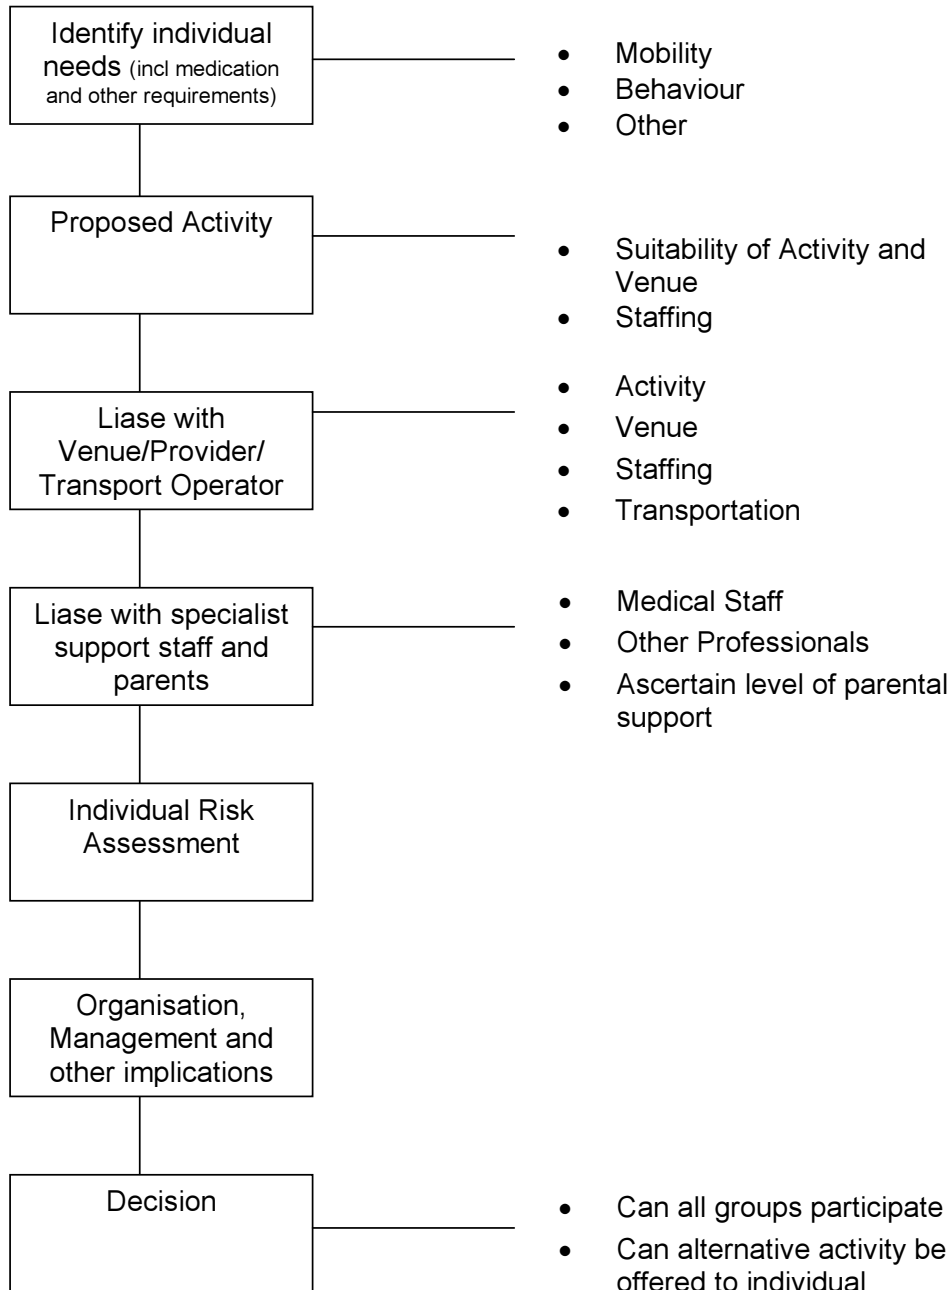 Identify individual
needs (incl medication
and other requirements)
• Mobility
• Behaviour
• Other
Proposed Activity
• Suitability of Activity and
Venue
• Staffing
Liase with
Venue/Provider/
Transport Operator
• Activity
• Venue
• Staffing
• Transportation
Liase with specialist
support staff and
parents
• Medical Staff
• Other Professionals
• Ascertain level of parental
support
Individual Risk
Assessment
Organisation,
Management and
other implications
Decision
• Can all groups participate
• Can alternative activity be
offered to individual